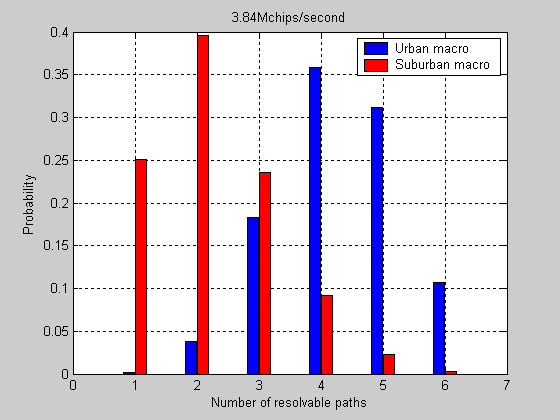 3.84Mchips/second
Urban macro
Suburban macro
0.4
0.35
0.3
0.25
0.2
0.15
0.1
0.05
0
Probability
0 1 2 3 4 5 6 7
Number of resolvable paths